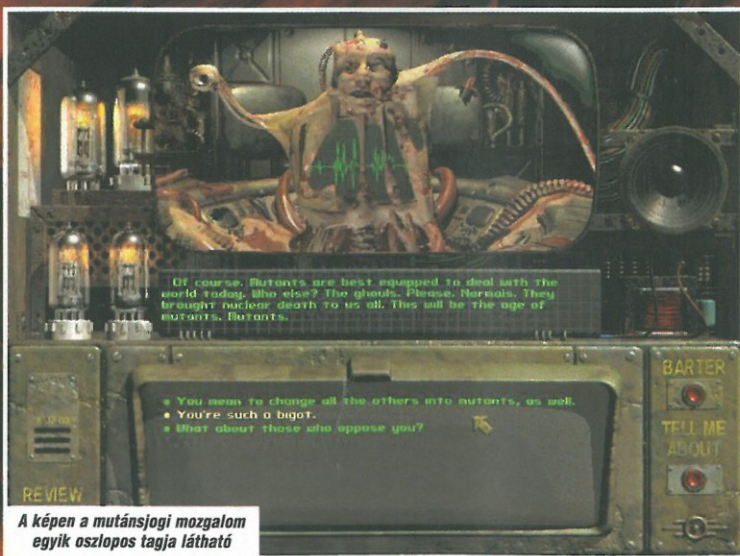 Of course. Mutants are best equipped to deal with the
world today. Who else? The ghouls. Please. Normals. They
brought nuclear death to us all. This will be the age of
mutants. Mutants.
BARTER
• You mean to change all the others into mutants, as well.
• You're such a bigot.
• What about those who oppose you?
TELL ME
ABOUT
REVIEW
A képen a mutánsjogi mozgalom
egyik oszlopos tagja látható